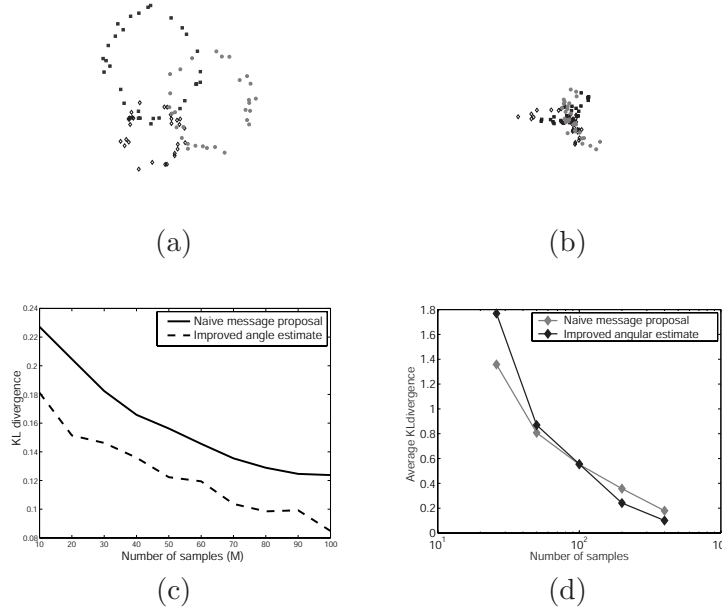 (a)
(b)
0.24
0.22
0.2
0.18
0.16
0.14
0.12
0.1
0.08
KL divergence
Naive message proposal
Improved angle estimate
10 20 30 40 50 60 70 80 90 100
Number of samples (M)
(c)
1.8
1.6
1.4
1.2
1
0.8
0.6
0.4
0.2
0
Average KLdivergence
Naive message proposal
Improved angular estimate
10^1 10^2 10
Number of samples
(d)